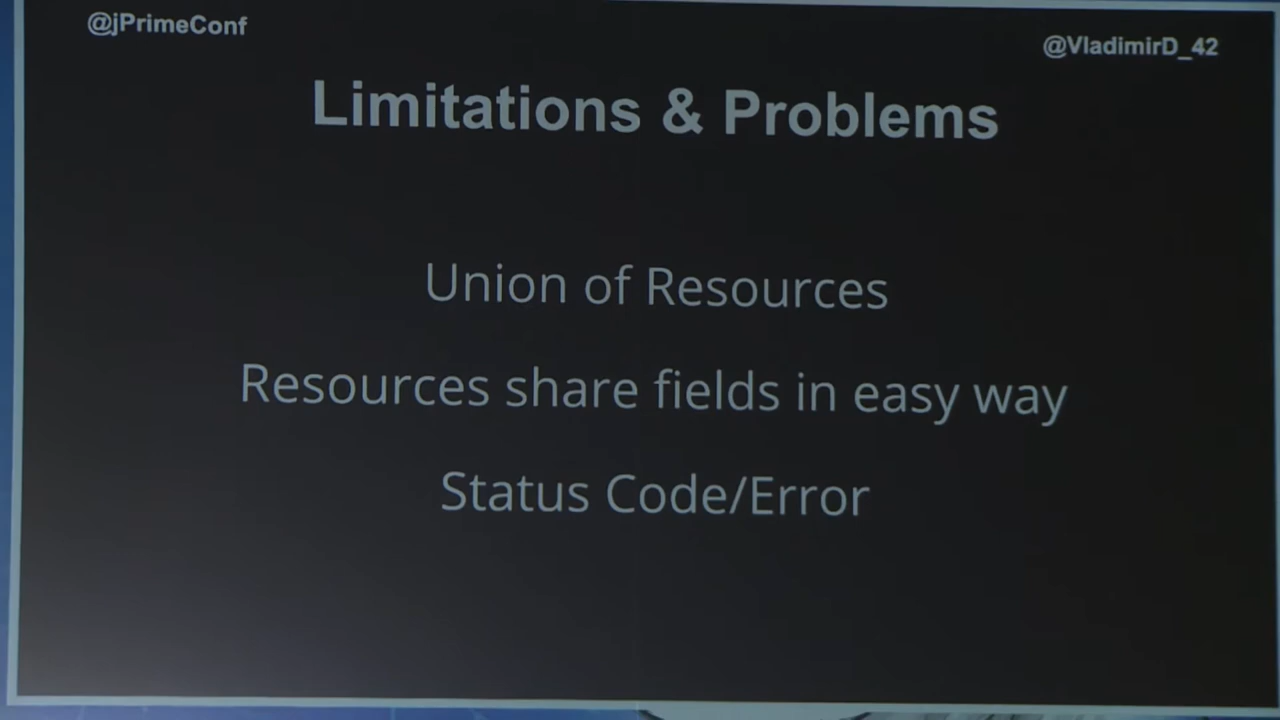 @jPrimeConf
@VladimirD_42
Limitations & Problems
Union of Resources
Resources share fields in easy way
Status Code/Error